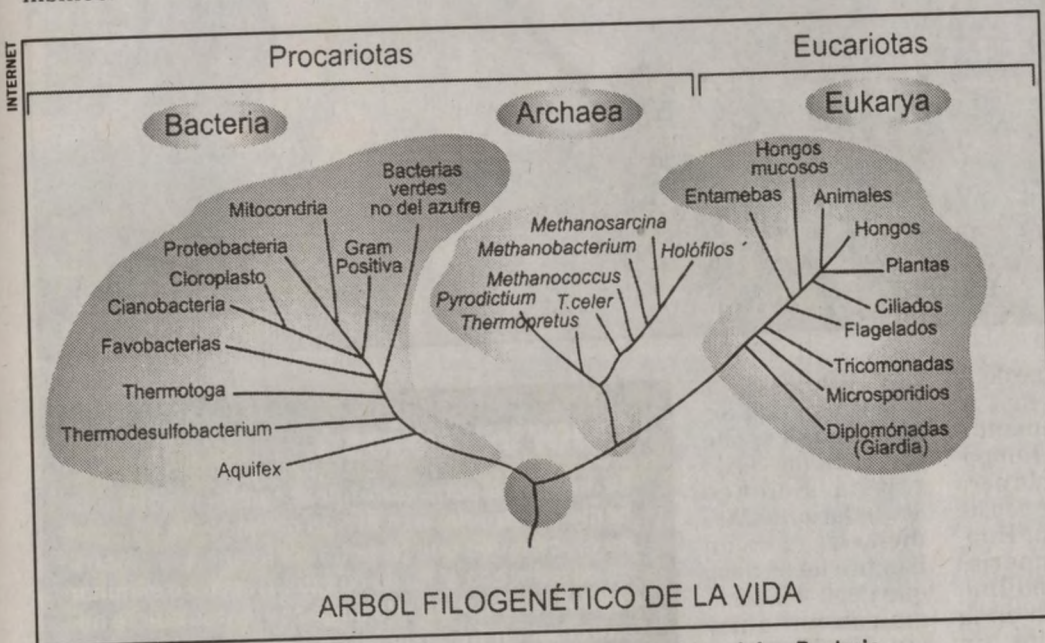 INTERNET
Procariotas
Eucariotas
Bacteria
Archaea
Eukarya
Bacterias
verdes
no del azufre
Mitocondria
Proteobacteria
Gram
Positiva
Cloroplasto
Cianobacteria
Favobacterias
Thermotoga
Thermodesulfobacterium
Aquifex
Methanosarcina
Methanobacterium
Holófilos
Methanococcus
Pyrodictium
T.celer
Thermopretus
Hongos
mucosos
Entamebas
Animales
Hongos
Plantas
Ciliados
Flagelados
Tricomonadas
Microsporidios
Diplomónadas
(Giardia)
ARBOL FILOGENÉTICO DE LA VIDA